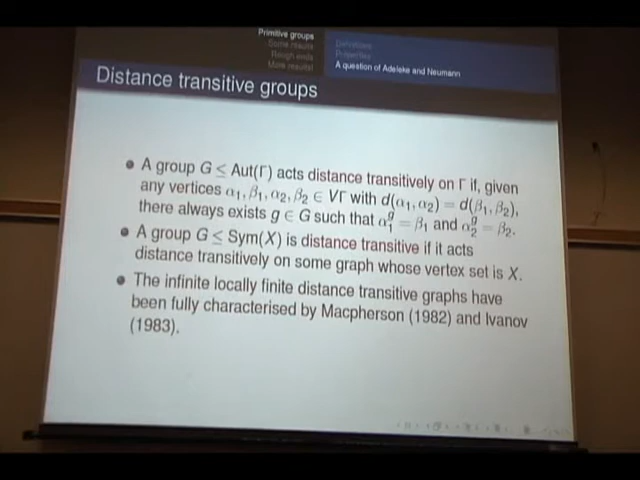 Primitive groups
Some results
Rough ends
More results!
Definitions
Properties
A question of Adeleke and Neumann
Distance transitive groups
• A group G ≤ Aut(Γ) acts distance transitively on Γ if, given
any vertices α₁, β₁, α₂, β₂ ∈ VΓ with d(α₁, α₂) = d(β₁, β₂),
there always exists g ∈ G such that α₁ᵍ = β₁ and α₂ᵍ = β₂.
• A group G ≤ Sym(X) is distance transitive if it acts
distance transitively on some graph whose vertex set is X.
• The infinite locally finite distance transitive graphs have
been fully characterised by Macpherson (1982) and Ivanov
(1983).